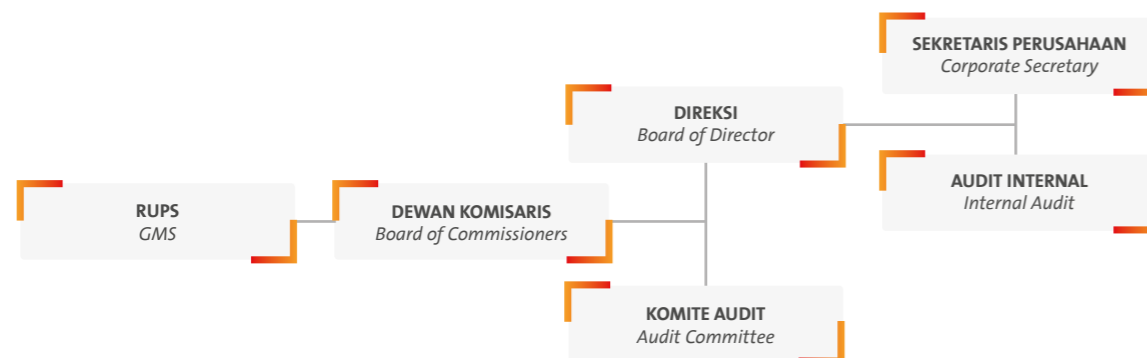 SEKRETARIS PERUSAHAAN
Corporate Secretary
DIREKSI
Board of Director
AUDIT INTERNAL
Internal Audit
RUPS
GMS
DEWAN KOMISARIS
Board of Commissioners
KOMITE AUDIT
Audit Committee